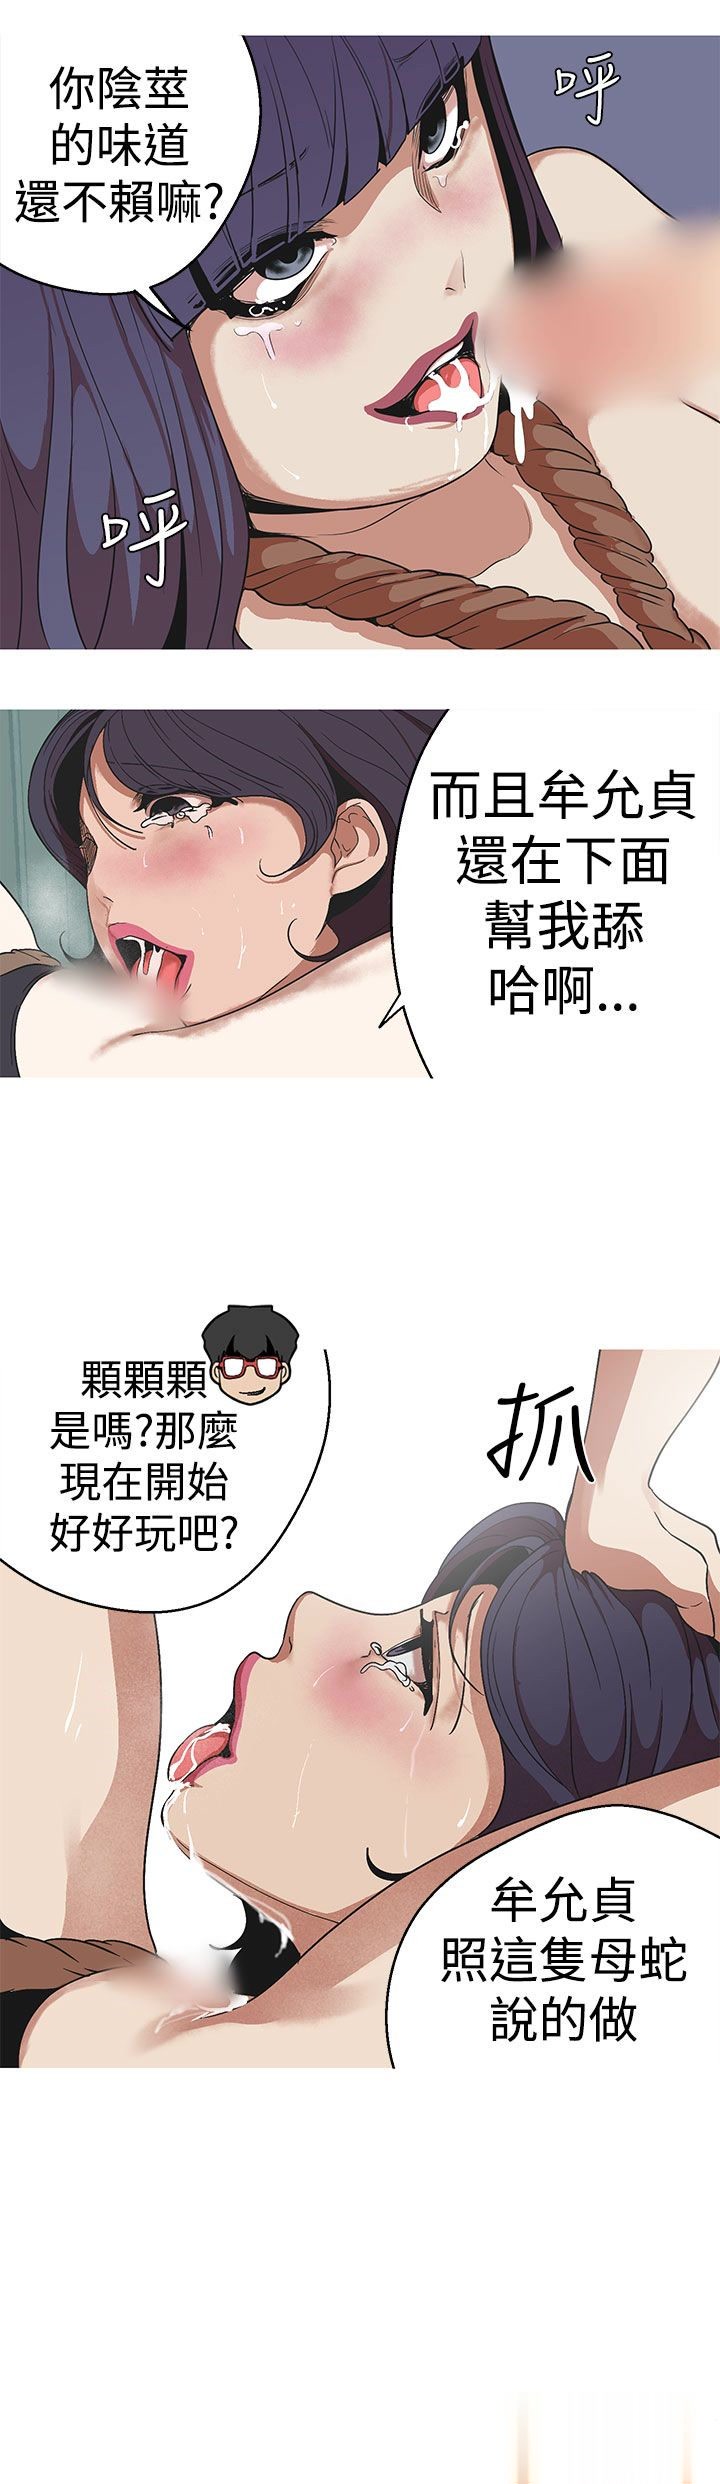 你陰莖
的味道
還不賴嘛?
呼
呼
而且牟允貞
還在下面
幫我舔
哈啊...
顆顆顆
是嗎?那麼
現在開始
好好玩吧?
抓
牟允貞
照這隻母蛇
說的做